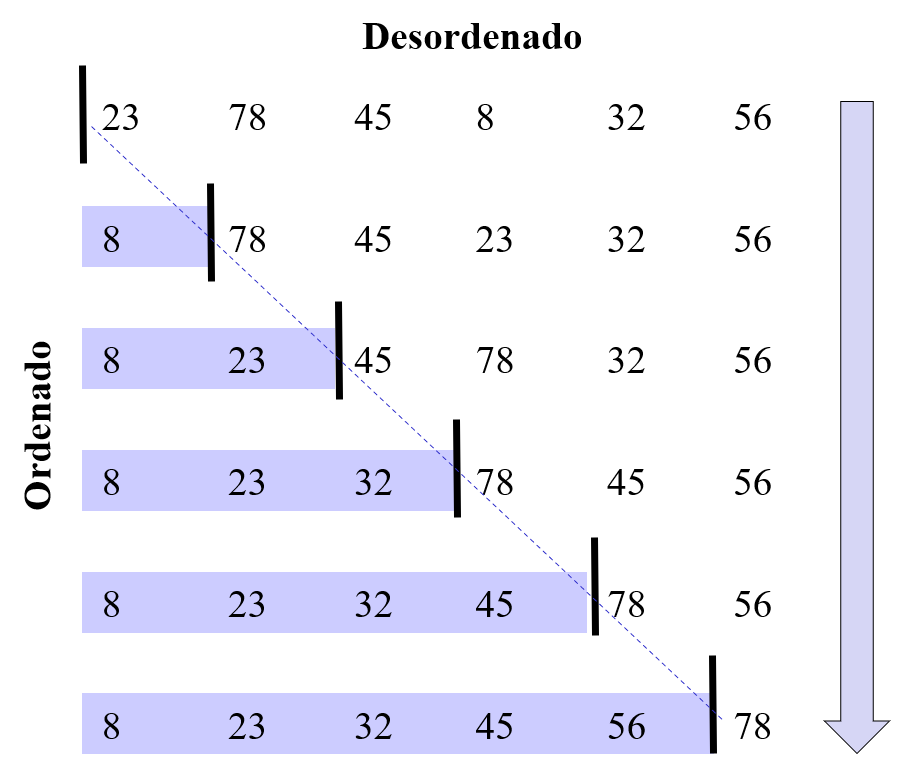 Desordenado
23 78 45 8 32 56
8 78 45 23 32 56
8 23 45 78 32 56
8 23 32 78 45 56
8 23 32 45 78 56
8 23 32 45 56 78
Ordenado